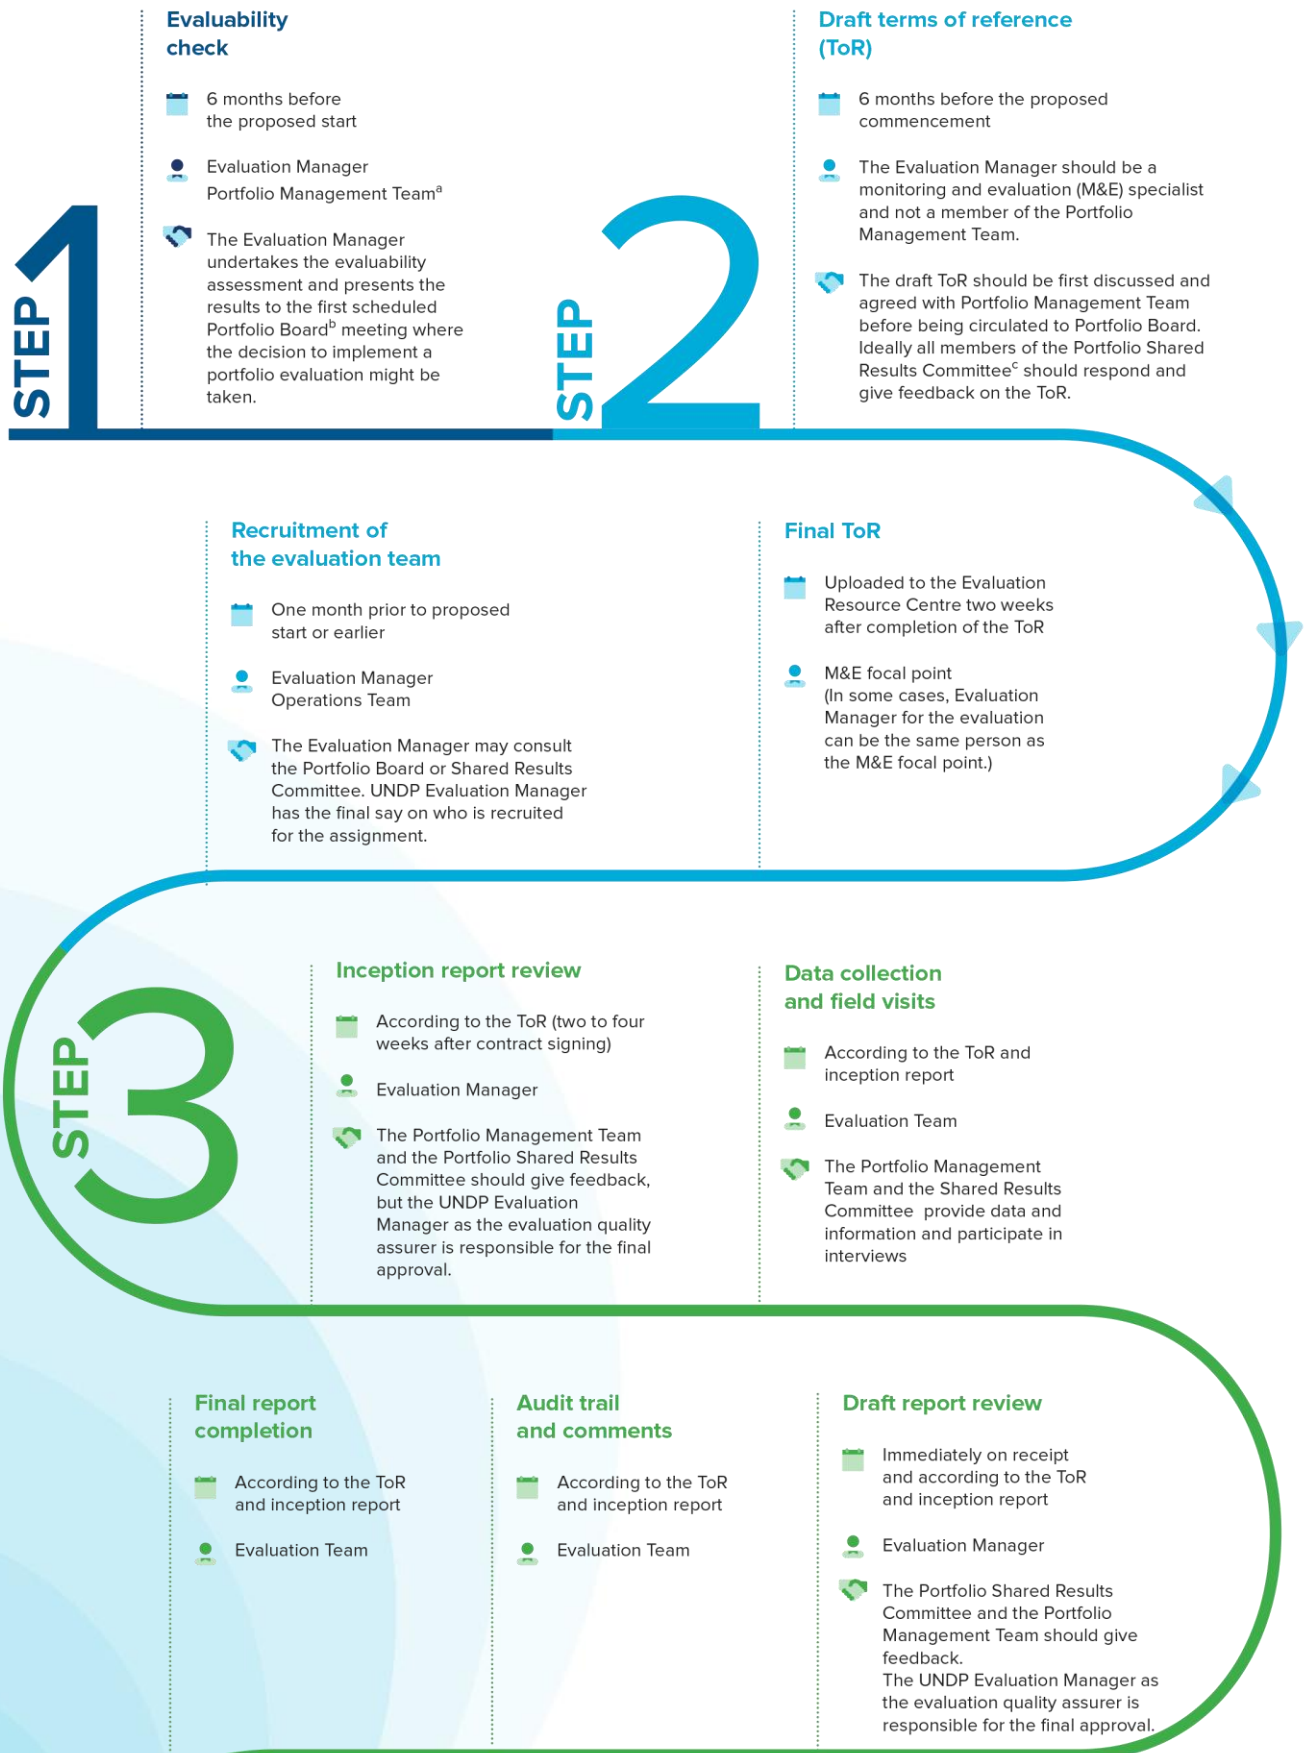 STEP 1
Evaluability
check
6 months before
the proposed start
Evaluation Manager
Portfolio Management Teamᵃ
The Evaluation Manager
undertakes the evaluability
assessment and presents the
results to the first scheduled
Portfolio Boardᵇ meeting where
the decision to implement a
portfolio evaluation might be
taken.
STEP 2
Draft terms of reference
(ToR)
6 months before the proposed
commencement
The Evaluation Manager should be a
monitoring and evaluation (M&E) specialist
and not a member of the Portfolio
Management Team.
The draft ToR should be first discussed and
agreed with Portfolio Management Team
before being circulated to Portfolio Board.
Ideally all members of the Portfolio Shared
Results Committeeᶜ should respond and
give feedback on the ToR.
Final ToR
Uploaded to the Evaluation
Resource Centre two weeks
after completion of the ToR
M&E focal point
(In some cases, Evaluation
Manager for the evaluation
can be the same person as
the M&E focal point.)
Recruitment of
the evaluation team
One month prior to proposed
start or earlier
Evaluation Manager
Operations Team
The Evaluation Manager may consult
the Portfolio Board or Shared Results
Committee. UNDP Evaluation Manager
has the final say on who is recruited
for the assignment.
STEP 3
Inception report review
According to the ToR (two to four
weeks after contract signing)
Evaluation Manager
The Portfolio Management Team
and the Portfolio Shared Results
Committee should give feedback,
but the UNDP Evaluation
Manager as the evaluation quality
assurer is responsible for the final
approval.
Data collection
and field visits
According to the ToR and
inception report
Evaluation Team
The Portfolio Management
Team and the Shared Results
Committee provide data and
information and participate in
interviews
Draft report review
Immediately on receipt
and according to the ToR
and inception report
Evaluation Manager
The Portfolio Shared Results
Committee and the Portfolio
Management Team should give
feedback.
The UNDP Evaluation Manager as
the evaluation quality assurer is
responsible for the final approval.
Audit trail
and comments
According to the ToR
and inception report
Evaluation Team
Final report
completion
According to the ToR
and inception report
Evaluation Team